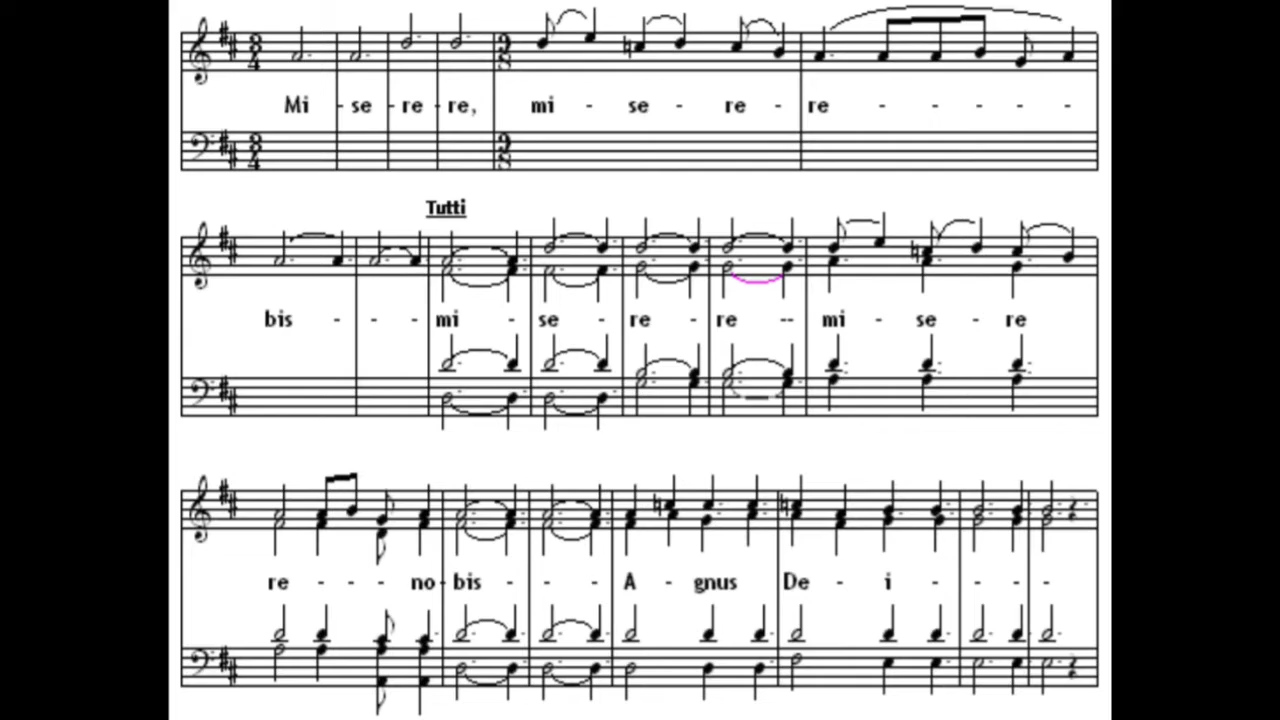 Mi - se - re - re, mi - se - re - re - - - - -
Tutti
bis - - - mi - se - re - re -- mi - se - re
re - - - no - bis - - - A - gnus De - i - - - -